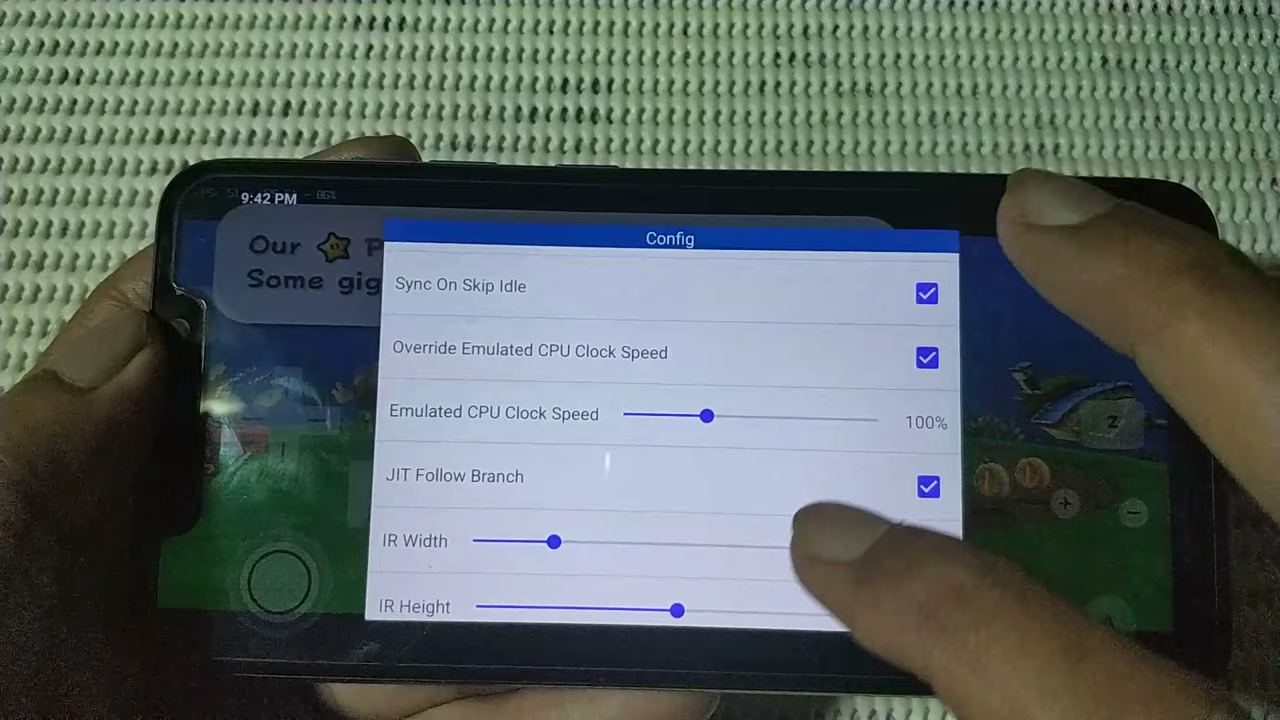 9:42 PM
86%
Config
Our
Some gig
Sync On Skip Idle
Override Emulated CPU Clock Speed
Emulated CPU Clock Speed 100%
JIT Follow Branch
IR Width
IR Height
Z
+
-